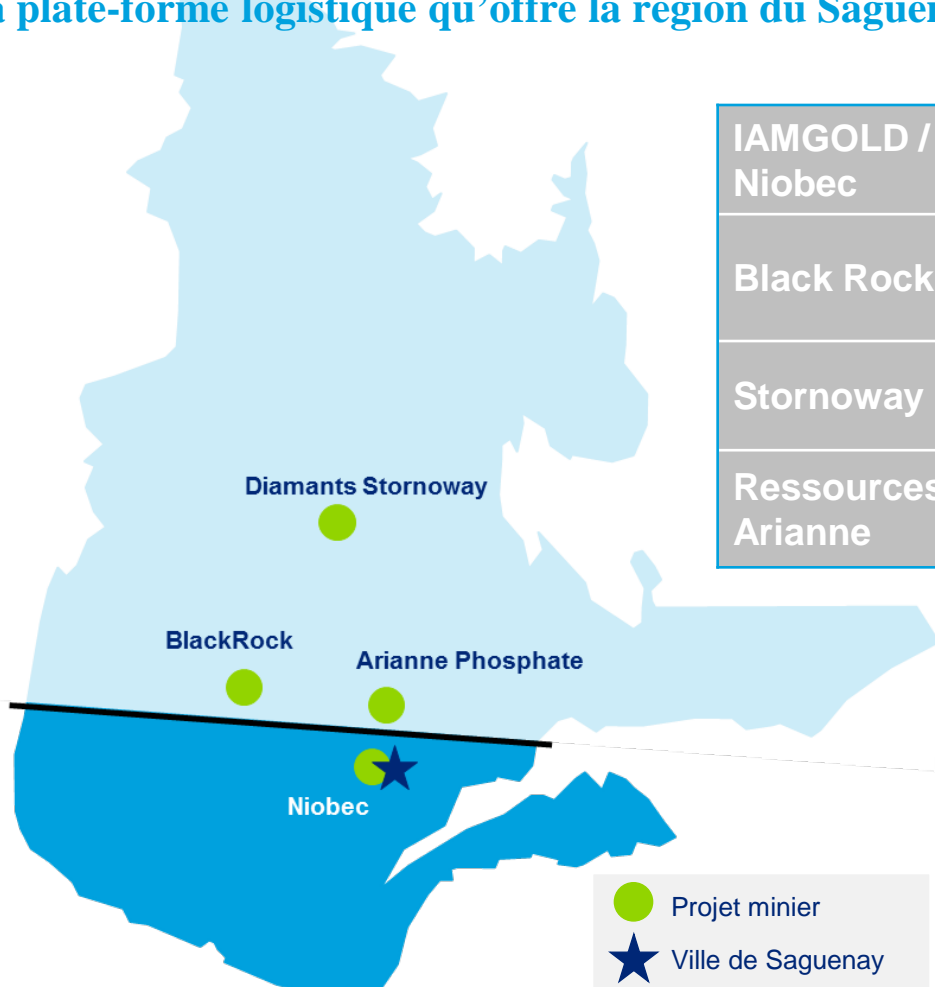 plate-forme logistique qu'offre la région du
IAMGOLD /
Niobec
Black Rock
Stornoway
Ressources
Arianne
Diamants Stornoway
BlackRock
Arianne Phosphate
Niobec
Projet minier
Ville de Saguenay